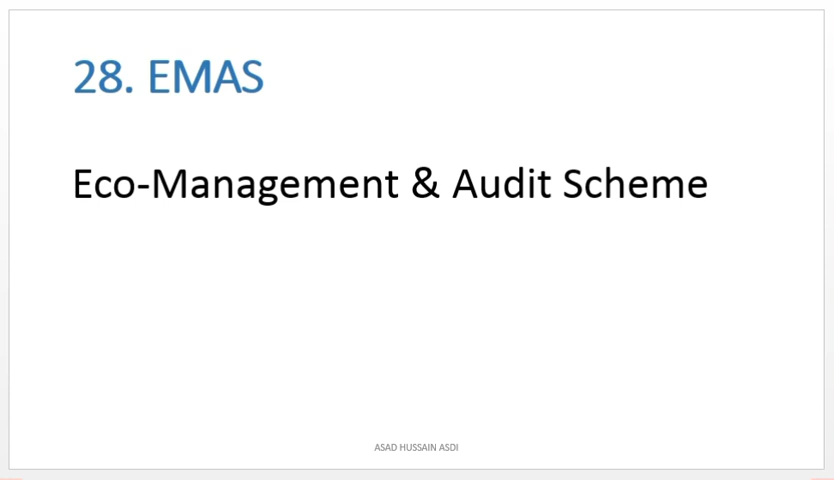 28. EMAS
Eco-Management & Audit Scheme
ASAD HUSSAIN ASDI